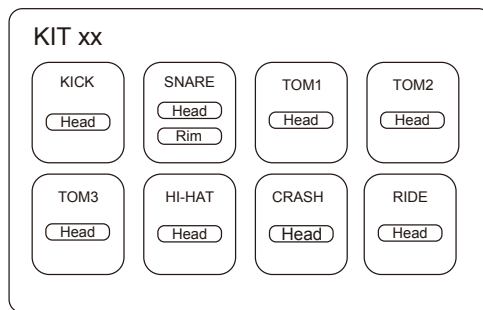 KIT xx
KICK
Head
SNARE
Head
Rim
TOM1
Head
TOM2
Head
TOM3
Head
HI-HAT
Head
CRASH
Head
RIDE
Head